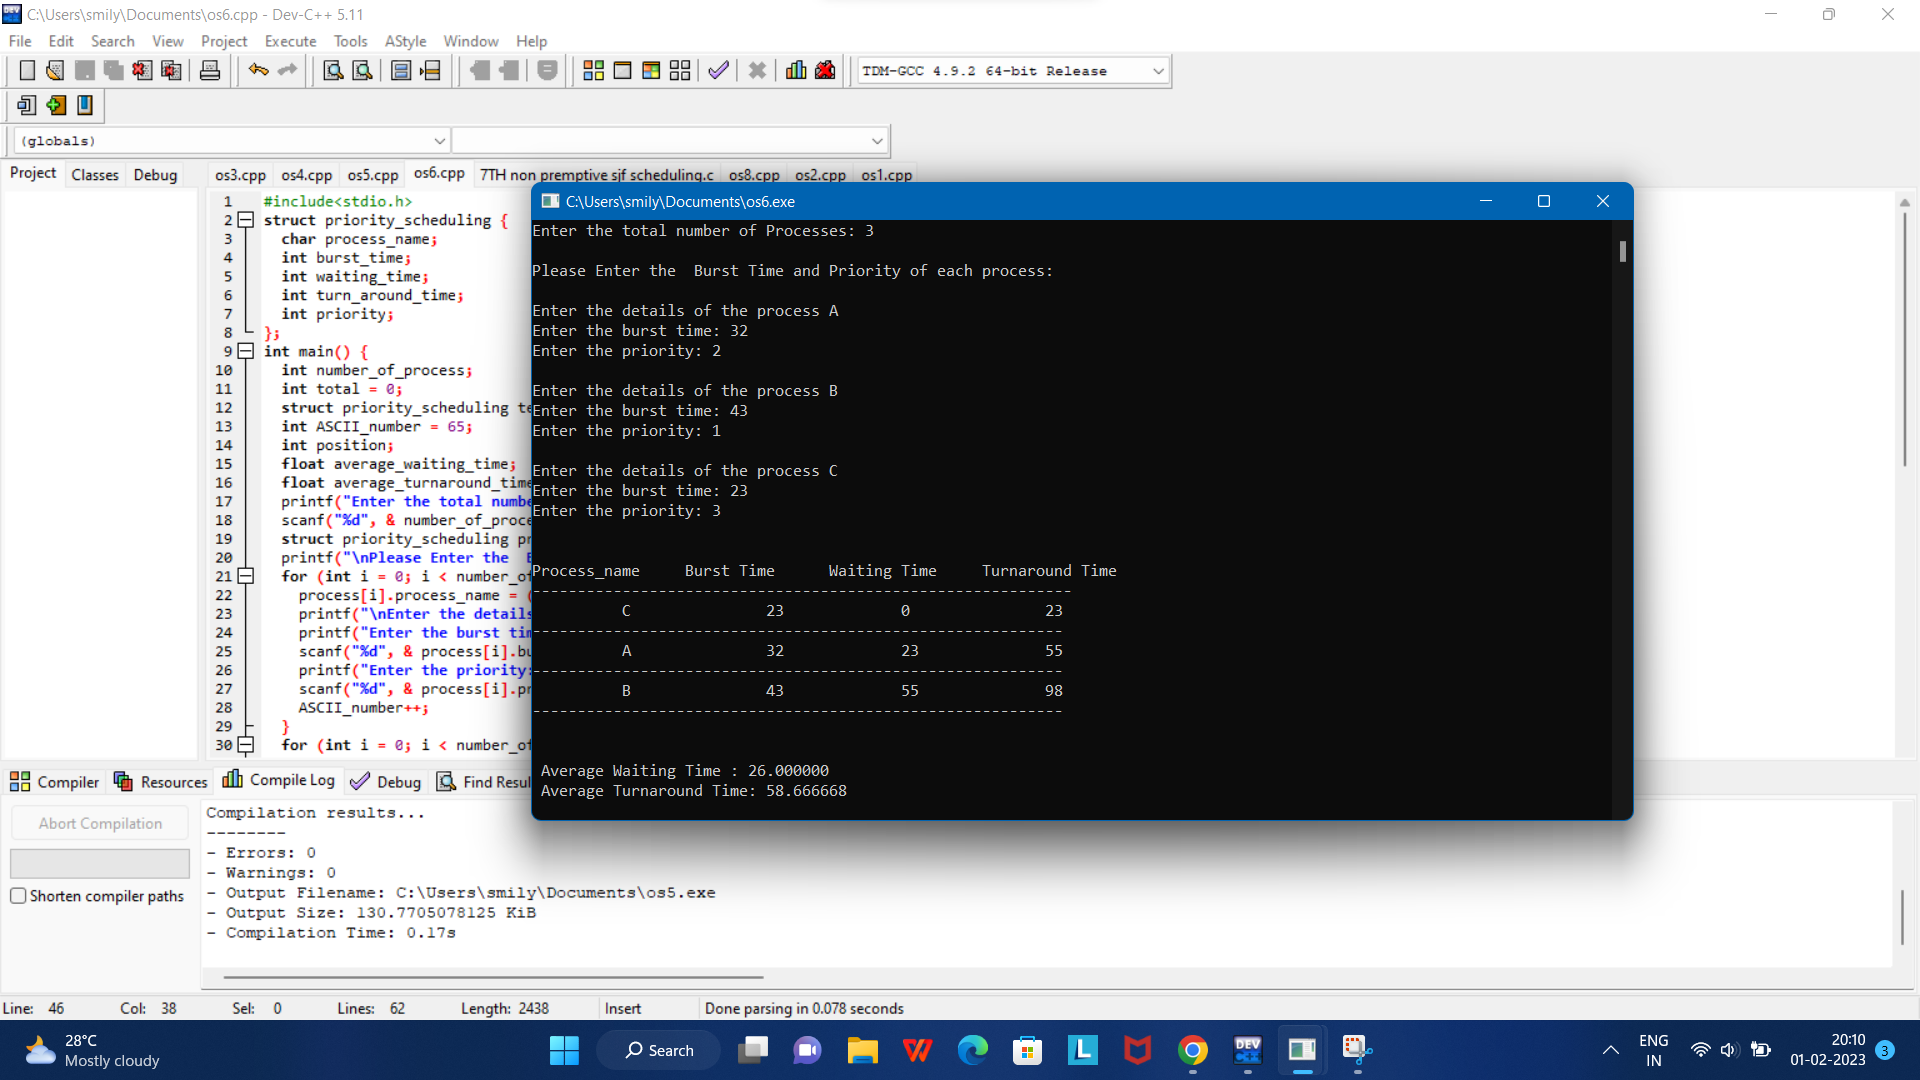 C:\Users\smily\Documents\os6.cpp - Dev-C++ 5.11
File Edit Search View Project Execute Tools AStyle Window Help
TDM-GCC 4.9.2 64-bit Release
(globals)
Project Classes Debug
os3.cpp os4.cpp os5.cpp os6.cpp 7TH non premptive sjf scheduling.c os8.cpp os2.cpp os1.cpp
1 #include<stdio.h>
2 struct priority_scheduling {
3 char process_name;
4 int burst_time;
5 int waiting_time;
6 int turn_around_time;
7 int priority;
8 };
9 int main() {
10 int number_of_process;
11 int total = 0;
12 struct priority_scheduling te
13 int ASCII_number = 65;
14 int position;
15 float average_waiting_time;
16 float average_turnaround_time
17 printf("Enter the total numbe
18 scanf("%d", & number_of_proce
19 struct priority_scheduling pr
20 printf("\nPlease Enter the
21 for (int i = 0; i < number_of
22 process[i].process_name = (
23 printf("\nEnter the details
24 printf("Enter the burst tim
25 scanf("%d", & process[i].bu
26 printf("Enter the priority:
27 scanf("%d", & process[i].pr
28 ASCII_number++;
29 }
30 for (int i = 0; i < number_of
C:\Users\smily\Documents\os6.exe
Enter the total number of Processes: 3
Please Enter the  Burst Time and Priority of each process:
Enter the details of the process A
Enter the burst time: 32
Enter the priority: 2
Enter the details of the process B
Enter the burst time: 43
Enter the priority: 1
Enter the details of the process C
Enter the burst time: 23
Enter the priority: 3
Process_name Burst Time Waiting Time Turnaround Time
------------------------------------------------------------
C 23 0 23
-----------------------------------------------------------
A 32 23 55
-----------------------------------------------------------
B 43 55 98
-----------------------------------------------------------
Average Waiting Time : 26.000000
Average Turnaround Time: 58.666668
Compiler Resources Compile Log Debug Find Resul
Abort Compilation
Shorten compiler paths
Compilation results...
--------
- Errors: 0
- Warnings: 0
- Output Filename: C:\Users\smily\Documents\os5.exe
- Output Size: 130.7705078125 KiB
- Compilation Time: 0.17s
Line: 46 Col: 38 Sel: 0 Lines: 62 Length: 2438 Insert Done parsing in 0.078 seconds
28°C
Mostly cloudy
Search
DEV
C++
ENG
IN
20:10
01-02-2023
3